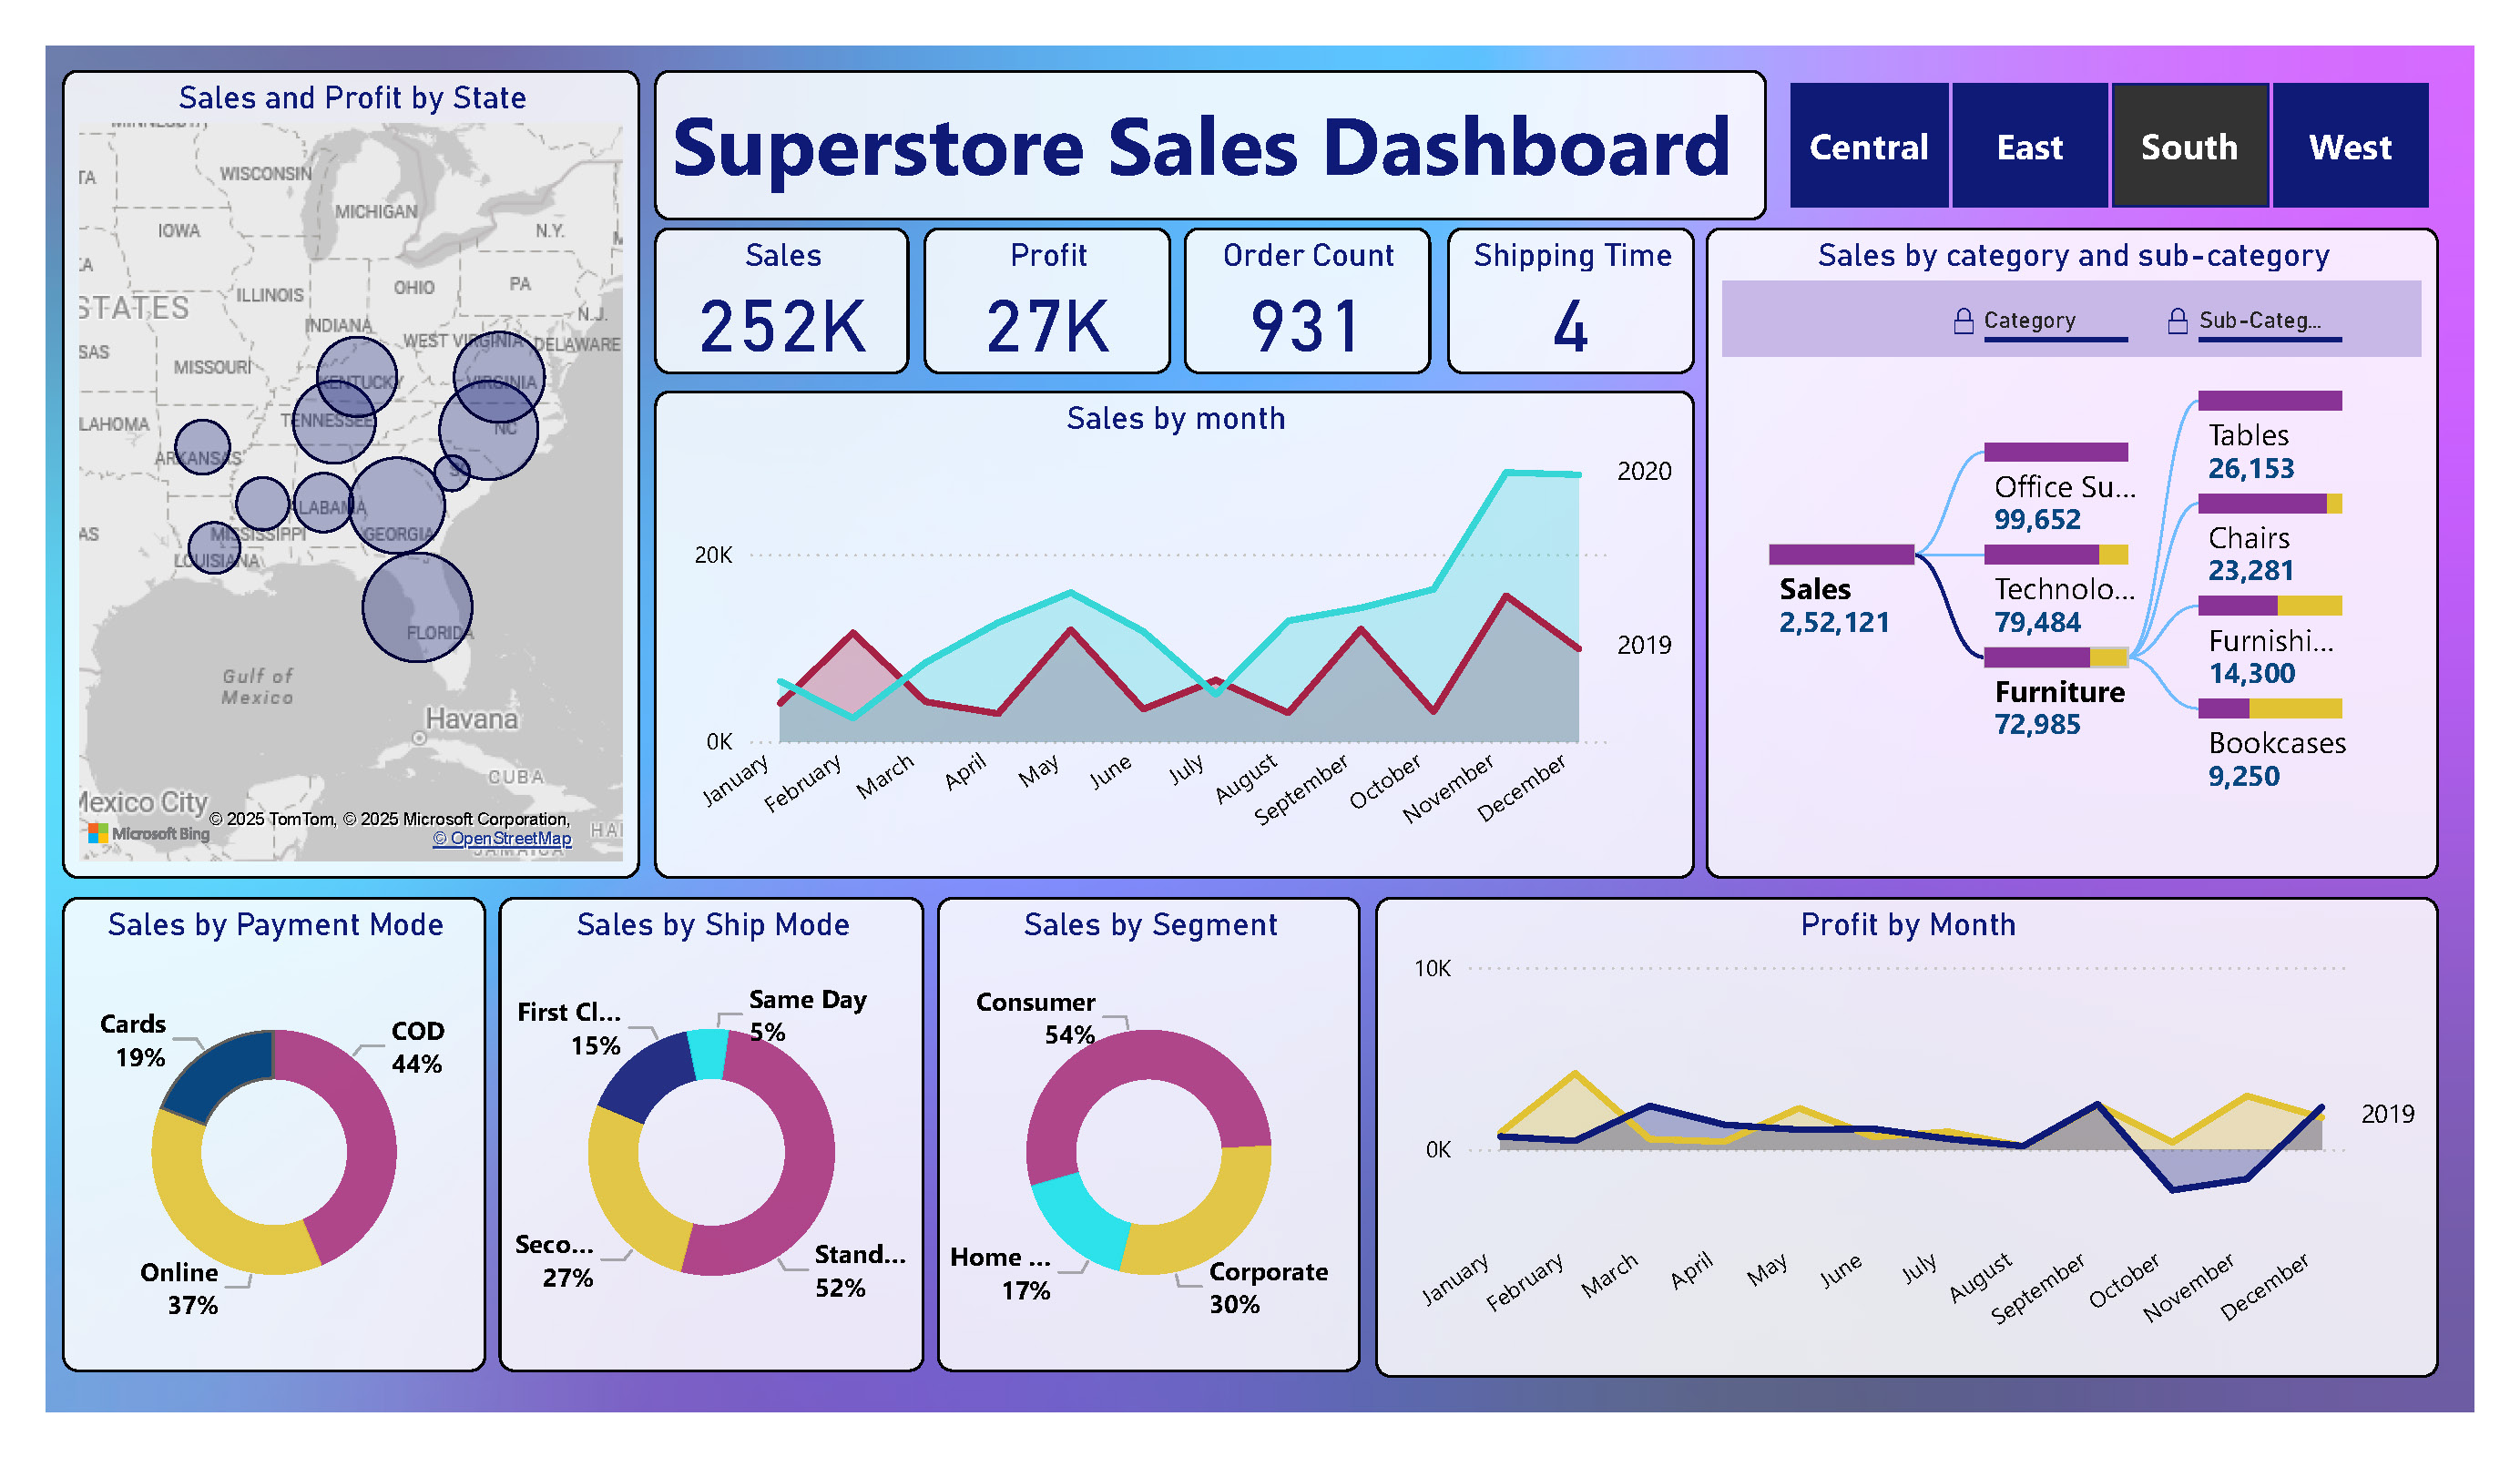 Sales and Profit by State
WISCONSIN
MICHIGAN
IOWA
N.Y.
ILLINOIS
OHIO
PA
STATES
N.J.
INDIANA
WEST VIRGINIA
DELAWARE
MISSOURI
KENTUCKY
VIRGINIA
LAHOMA
TENNESSEE
NC
ARKANSAS
ALABAMA
MISSISSIPPI
GEORGIA
LOUISIANA
FLORIDA
Gulf of
Mexico
Havana
CUBA
Mexico City
© 2025 TomTom, © 2025 Microsoft Corporation,
Microsoft Bing
© OpenStreetMap
JAMAICA
Superstore Sales Dashboard
Central
East
South
West
Sales
252K
Profit
27K
Order Count
931
Shipping Time
4
Sales by month
2020
20K
2019
0K
January
February
March
April
May
June
July
August
September
October
November
December
Sales by category and sub-category
Category
Sub-Categ...
Sales
2,52,121
Office Su...
99,652
Technolo...
79,484
Furniture
72,985
Tables
26,153
Chairs
23,281
Furnishi...
14,300
Bookcases
9,250
Sales by Payment Mode
Cards
19%
COD
44%
Online
37%
Sales by Ship Mode
First Cl...
15%
Same Day
5%
Seco...
27%
Stand...
52%
Sales by Segment
Consumer
54%
Home ...
17%
Corporate
30%
Profit by Month
10K
0K
2019
January
February
March
April
May
June
July
August
September
October
November
December